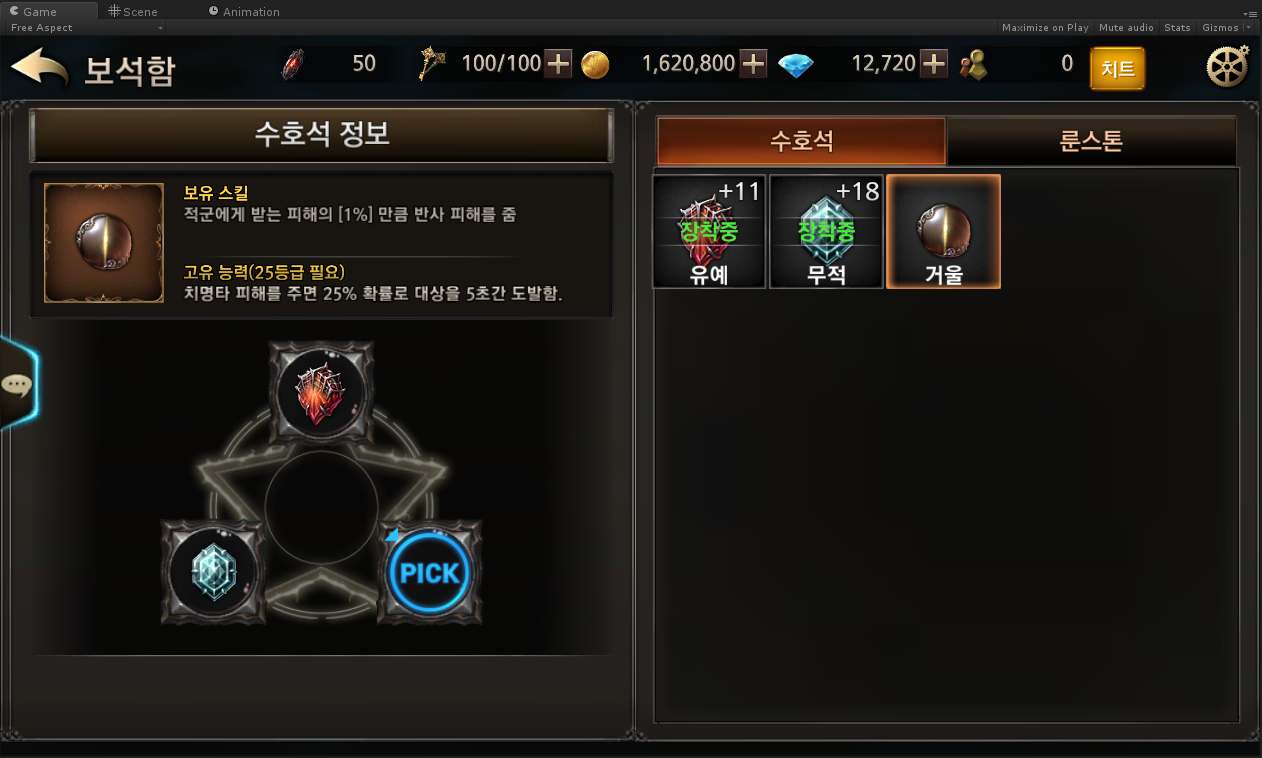 Game Scene Animation
Free Aspect Maximize on Play Mute audio Stats Gizmos
보석함 50 100/100 1,620,800 12,720 0 치트
수호석 정보
보유 스킬
적군에게 받는 피해의 [1%] 만큼 반사 피해를 줌
고유 능력(25등급 필요)
치명타 피해를 주면 25% 확률로 대상을 5초간 도발함.
PICK
수호석 룬스톤
+11 +18
장착중 장착중
유예 무적 거울